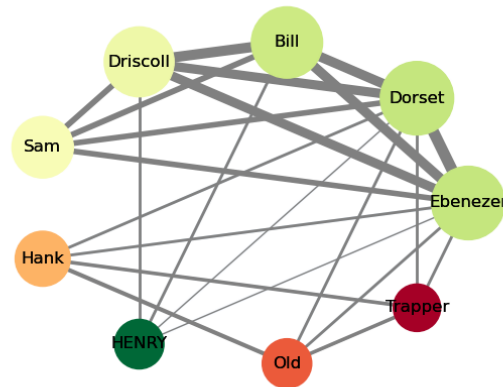 Bill
Driscoll
Dorset
Sam
Ebenezer
Hank
Trapper
HENRY
Old